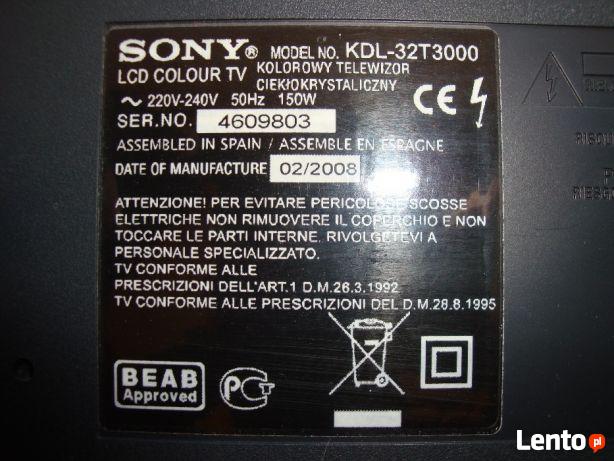 SONY® MODEL NO. KDL-32T3000
LCD COLOUR TV KOLOROWY TELEWIZOR
CIEKŁOKRYSTALICZNY
~ 220V-240V 50Hz 150W
CE
SER.NO. 4609803
ASSEMBLED IN SPAIN / ASSEMBLE EN ESPAGNE
DATE OF MANUFACTURE 02/2008
ATTENZIONE! PER EVITARE PERICOLOSE SCOSSE
ELETTRICHE NON RIMUOVERE IL COPERCHIO E NON
TOCCARE LE PARTI INTERNE. RIVOLGETEVI A
PERSONALE SPECIALIZZATO.
TV CONFORME ALLE
PRESCRIZIONI DELL'ART.1 D.M.26.3.1992
TV CONFORME ALLE PRESCRIZIONI DEL D.M.28.8.1995
BEAB
Approved
Lento.pl